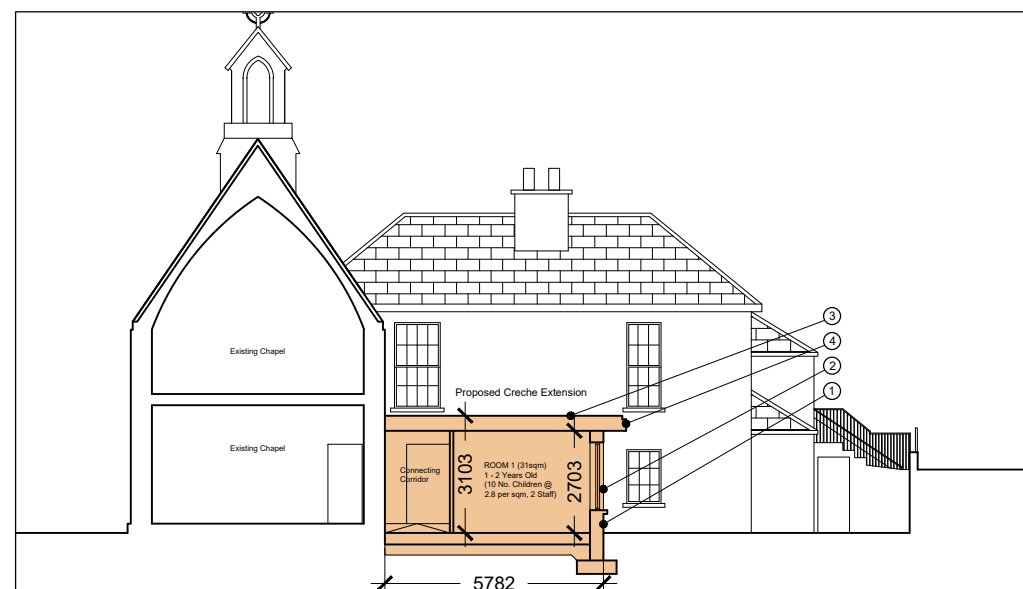 3
4
2
1
Existing Chapel
Proposed Creche Extension
Existing Chapel
Connecting
Corridor
3103
ROOM 1 (31sqm)
1 - 2 Years Old
(10 No. Children @
2.8 per sqm, 2 Staff)
2703
5782